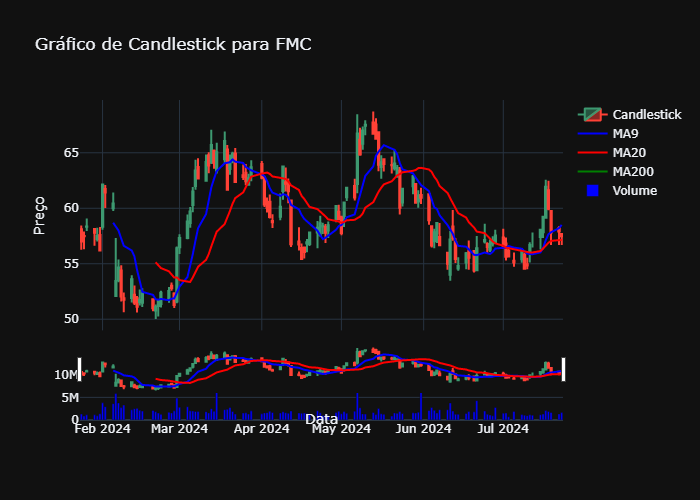 Gráfico de Candlestick para FMC
Candlestick
MA9
MA20
MA200
Volume
Preço
65
60
55
50
10M
5M
0
Data
Feb 2024
Mar 2024
Apr 2024
May 2024
Jun 2024
Jul 2024